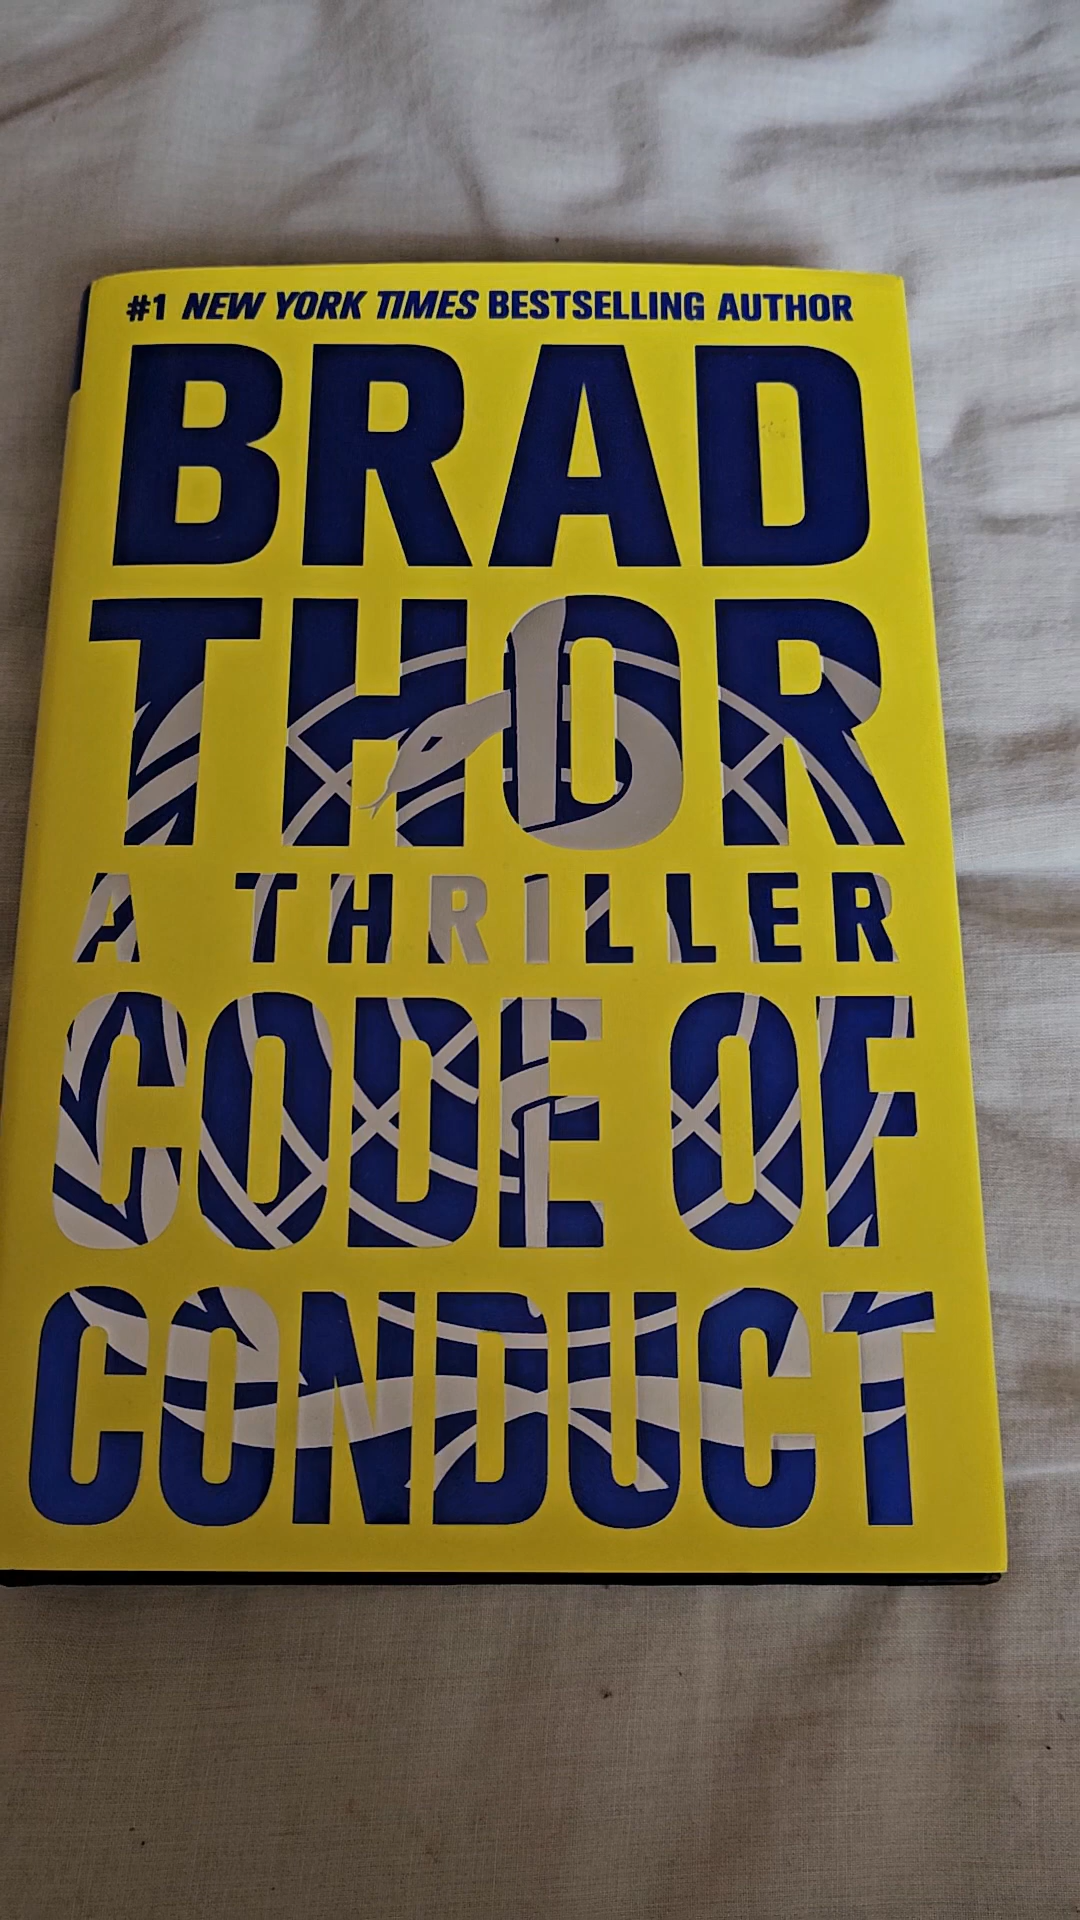 #1 NEW YORK TIMES BESTSELLING AUTHOR
BRAD
THOR
A THRILLER
CODE OF
CONDUCT